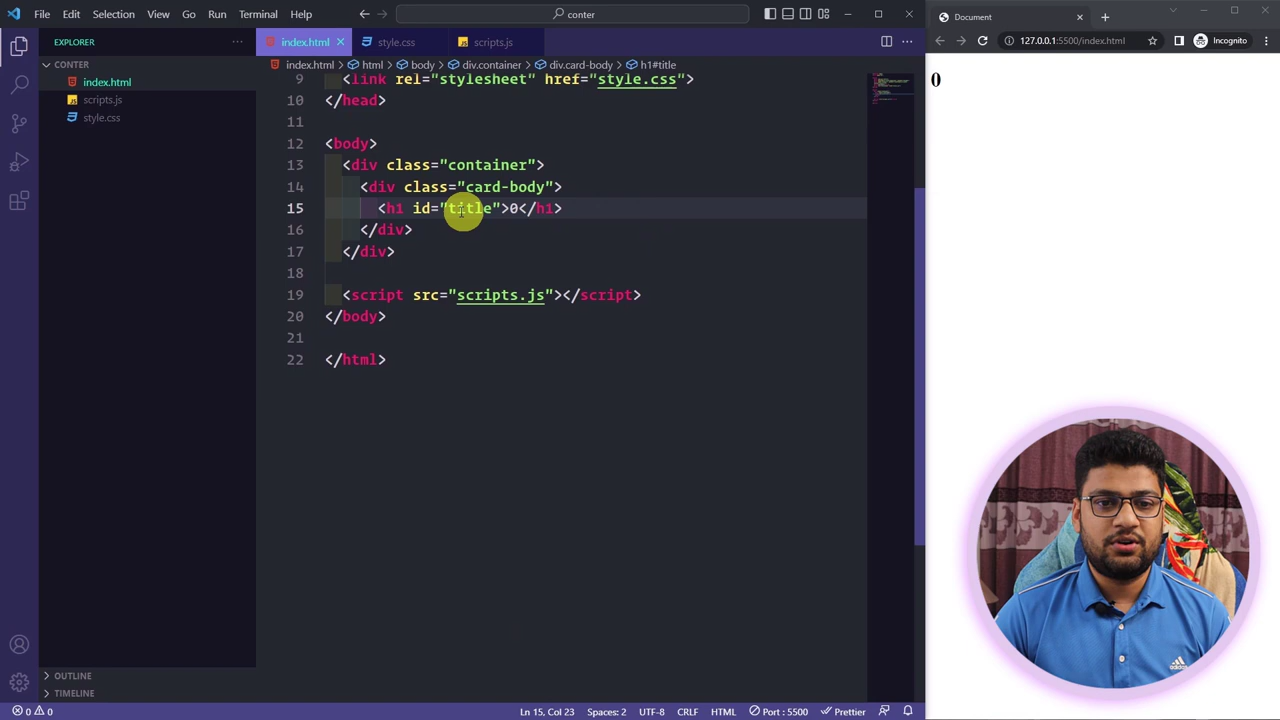 File Edit Selection View Go Run Terminal Help
conter
Document
EXPLORER
index.html
style.css
scripts.js
127.0.0.1:5500/index.html
Incognito
CONTER
index.html
scripts.js
style.css
index.html > html > body > div.container > div.card-body > h1#title
9 <link rel="stylesheet" href="style.css">
10 </head>
11
12 <body>
13 <div class="container">
14 <div class="card-body">
15 <h1 id="title">0</h1>
16 </div>
17 </div>
18
19 <script src="scripts.js"></script>
20 </body>
21
22 </html>
0
OUTLINE
TIMELINE
0 0
Ln 15, Col 23 Spaces: 2 UTF-8 CRLF HTML Port : 5500 Prettier